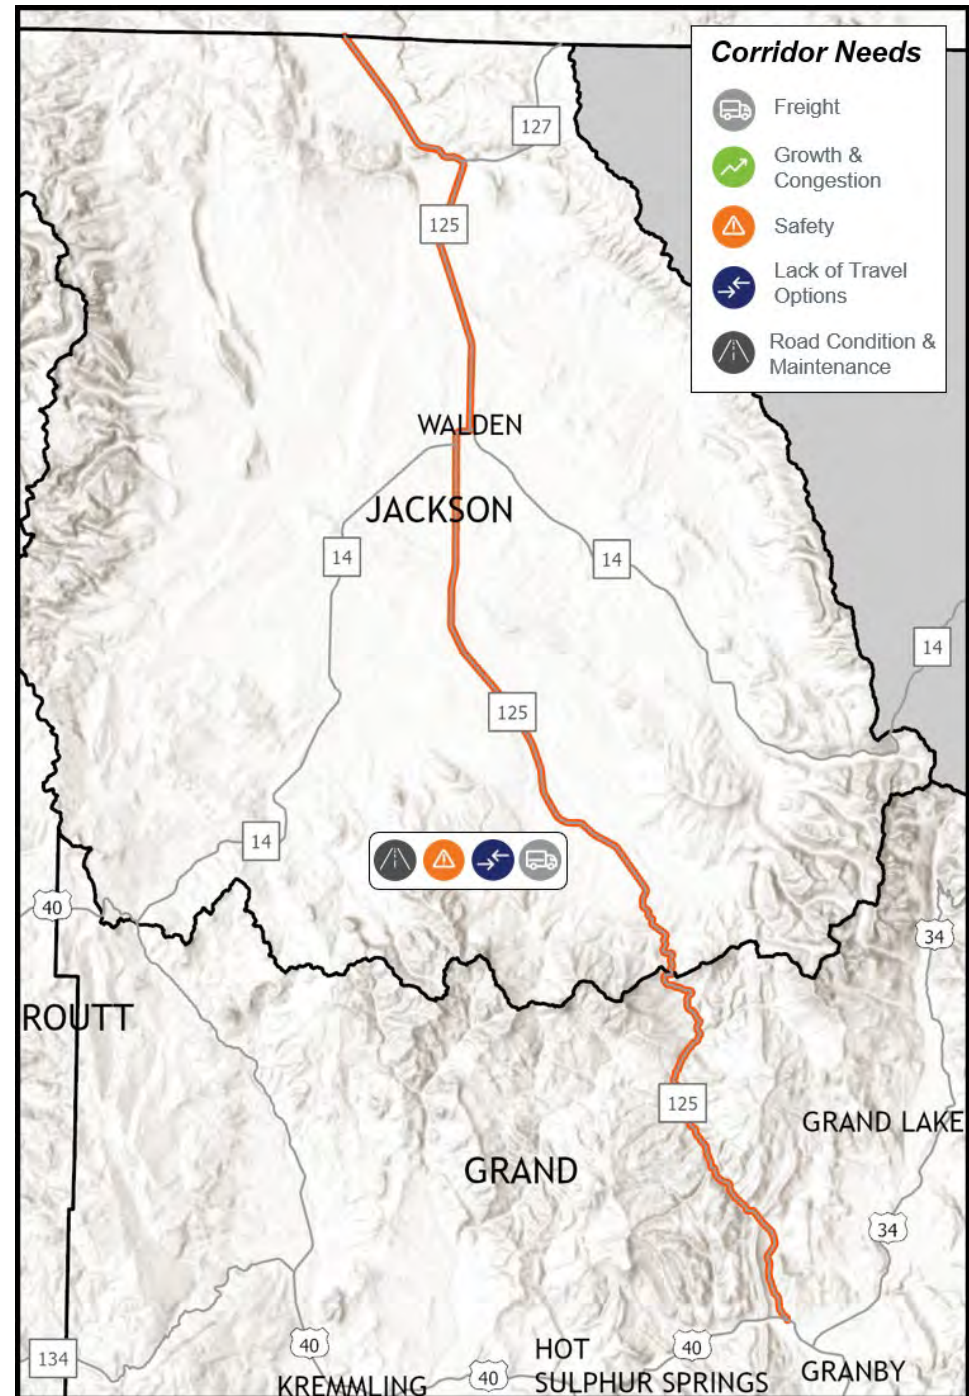 Corridor Needs
Freight
Growth &
Congestion
Safety
Lack of Travel
Options
Road Condition &
Maintenance
127
125
WALDEN
JACKSON
14
14
14
125
14
40
34
ROUTT
125
GRAND LAKE
GRAND
34
134
40
40
HOT
SULPHUR SPRINGS
40
KREMMLING
GRANBY